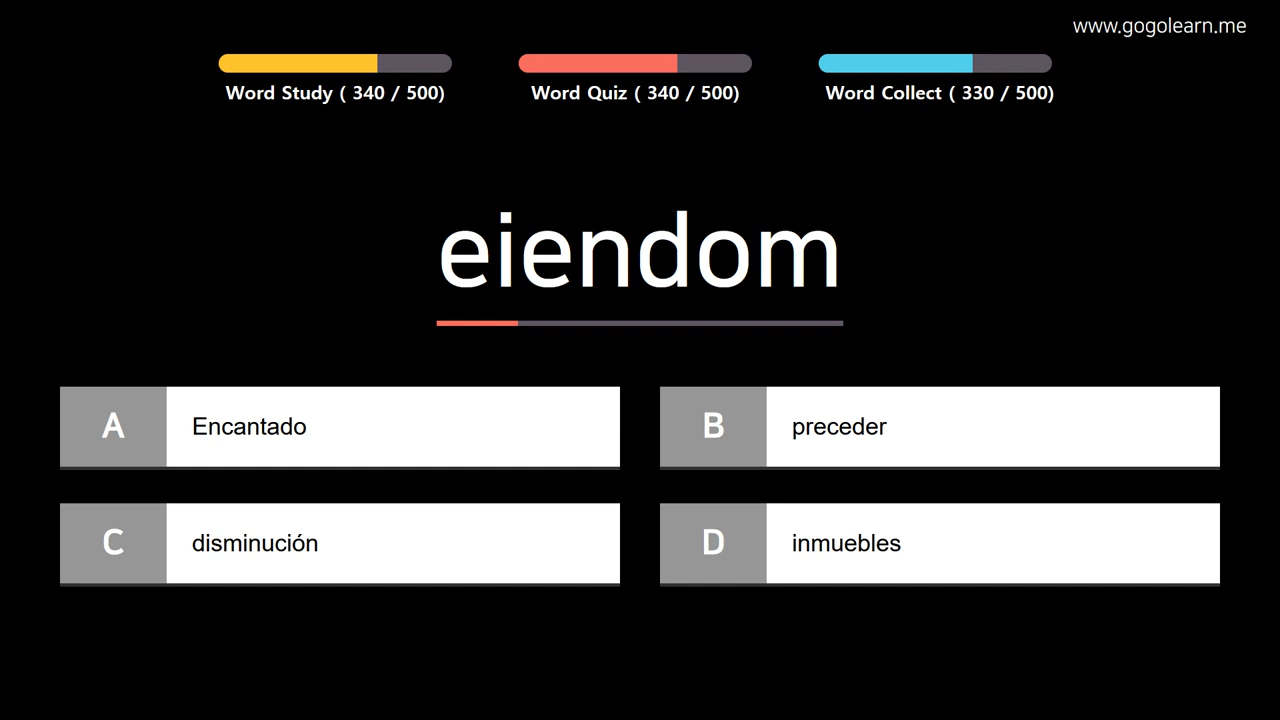 www.gogolearn.me
Word Study ( 340 / 500)
Word Quiz ( 340 / 500)
Word Collect ( 330 / 500)
eiendom
A
Encantado
B
preceder
C
disminución
D
inmuebles